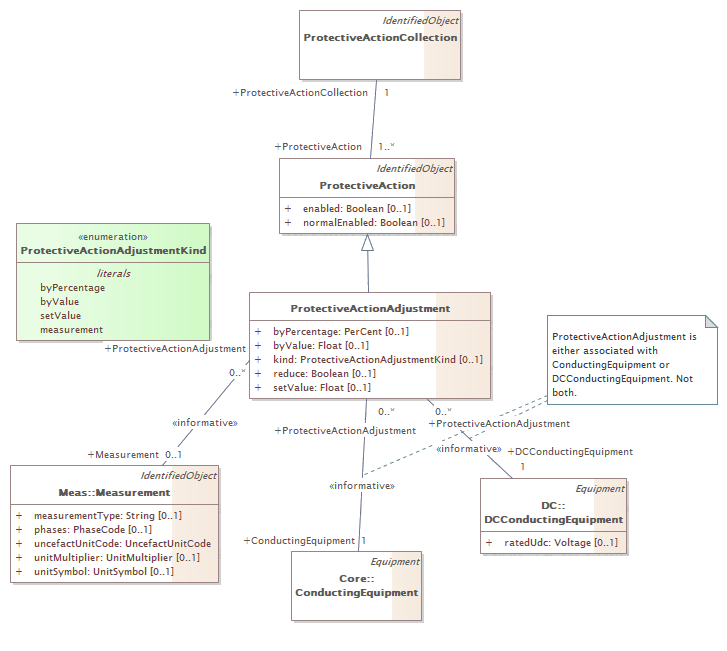 IdentifiedObject
ProtectiveActionCollection
+ProtectiveActionCollection 1
+ProtectiveAction 1..*
IdentifiedObject
ProtectiveAction
+ enabled: Boolean [0..1]
+ normalEnabled: Boolean [0..1]
«enumeration»
ProtectiveActionAdjustmentKind
literals
byPercentage
byValue
setValue
measurement
ProtectiveActionAdjustment
+ byPercentage: PerCent [0..1]
+ byValue: Float [0..1]
+ kind: ProtectiveActionAdjustmentKind [0..1]
+ reduce: Boolean [0..1]
+ setValue: Float [0..1]
ProtectiveActionAdjustment is
either associated with
ConductingEquipment or
DCConductingEquipment. Not
both.
+ProtectiveActionAdjustment
0..*
«informative»
+Measurement 0..1
0..*
+ProtectiveActionAdjustment
«informative»
+ConductingEquipment 1
0..*
+ProtectiveActionAdjustment
«informative»
+DCConductingEquipment
1
IdentifiedObject
Meas::Measurement
+ measurementType: String [0..1]
+ phases: PhaseCode [0..1]
+ uncefactUnitCode: UncefactUnitCode
+ unitMultiplier: UnitMultiplier [0..1]
+ unitSymbol: UnitSymbol [0..1]
Equipment
Core::
ConductingEquipment
Equipment
DC::
DCConductingEquipment
+ ratedUdc: Voltage [0..1]